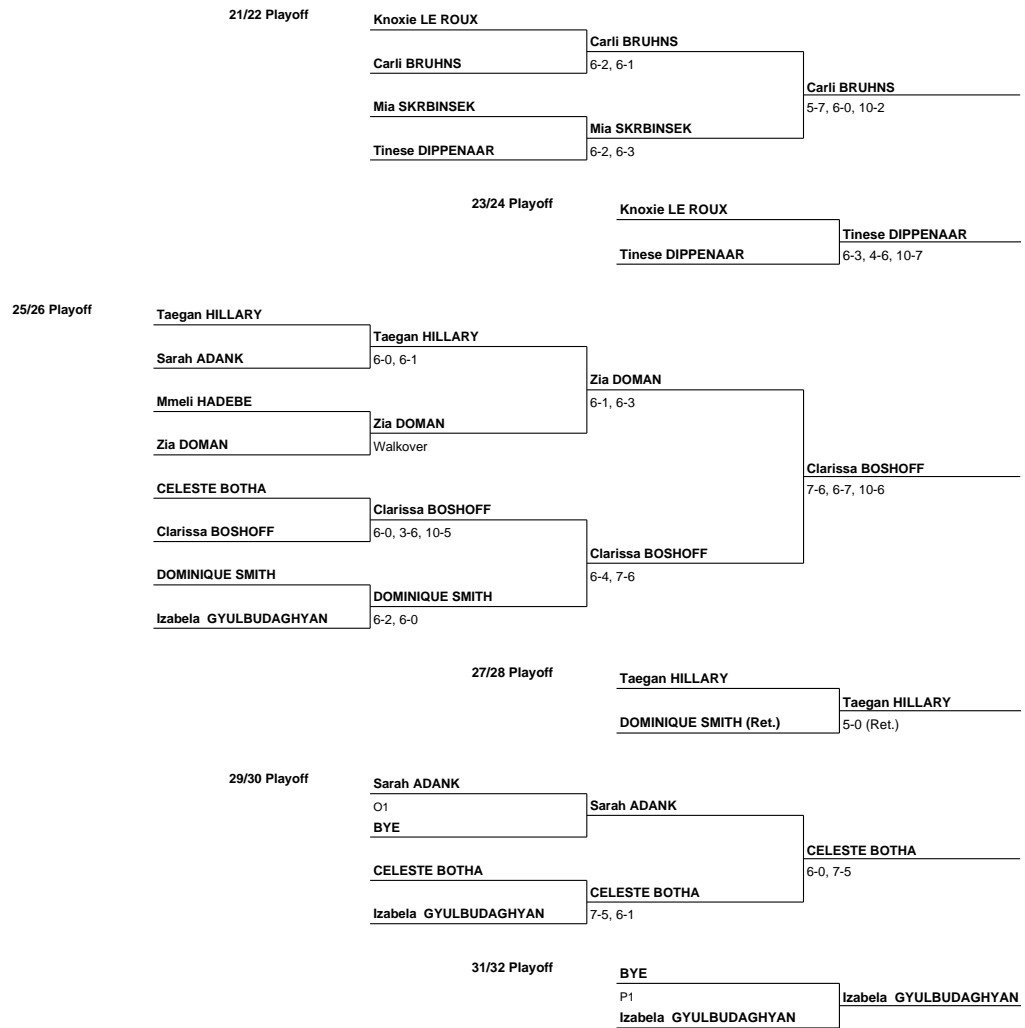 21/22 Playoff
Knoxie LE ROUX
Carli BRUHNS
Carli BRUHNS
6-2, 6-1
Carli BRUHNS
5-7, 6-0, 10-2
Mia SKRBINSEK
Mia SKRBINSEK
Tinese DIPPENAAR
6-2, 6-3
23/24 Playoff
Knoxie LE ROUX
Tinese DIPPENAAR
Tinese DIPPENAAR
6-3, 4-6, 10-7
25/26 Playoff
Taegan HILLARY
Taegan HILLARY
Sarah ADANK
6-0, 6-1
Zia DOMAN
6-1, 6-3
Mmeli HADEBE
Zia DOMAN
Zia DOMAN
Walkover
Clarissa BOSHOFF
7-6, 6-7, 10-6
CELESTE BOTHA
Clarissa BOSHOFF
Clarissa BOSHOFF
6-0, 3-6, 10-5
Clarissa BOSHOFF
6-4, 7-6
DOMINIQUE SMITH
DOMINIQUE SMITH
Izabela GYULBUDAGHYAN
6-2, 6-0
27/28 Playoff
Taegan HILLARY
Taegan HILLARY
DOMINIQUE SMITH (Ret.)
5-0 (Ret.)
29/30 Playoff
Sarah ADANK
O1
Sarah ADANK
BYE
CELESTE BOTHA
6-0, 7-5
CELESTE BOTHA
CELESTE BOTHA
Izabela GYULBUDAGHYAN
7-5, 6-1
31/32 Playoff
BYE
P1
Izabela GYULBUDAGHYAN
Izabela GYULBUDAGHYAN